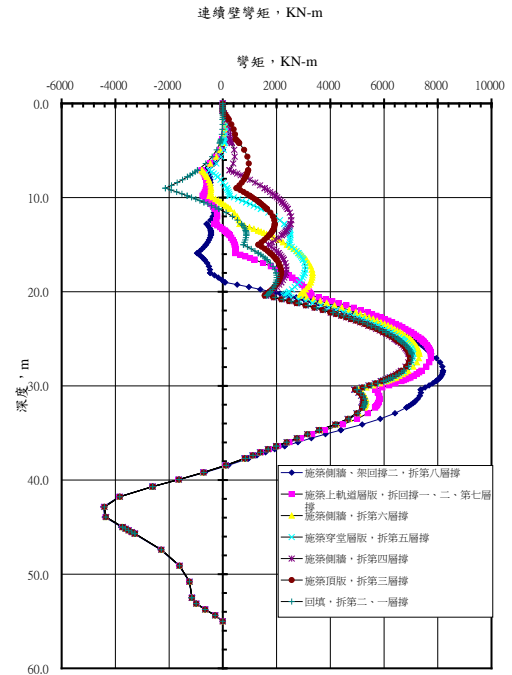 連續壁彎矩，KN-m
彎矩，KN-m
-6000 -4000 -2000 0 2000 4000 6000 8000 10000
0.0
10.0
20.0
30.0
40.0
50.0
60.0
深度，m
施築側牆、架回撐二，拆第八層撐
施築上軌道層版，拆回撐一、二、第七層
撐
施築側牆，拆第六層撐
施築穿堂層版，拆第五層撐
施築側牆，拆第四層撐
施築頂版，拆第三層撐
回填，拆第二、一層撐